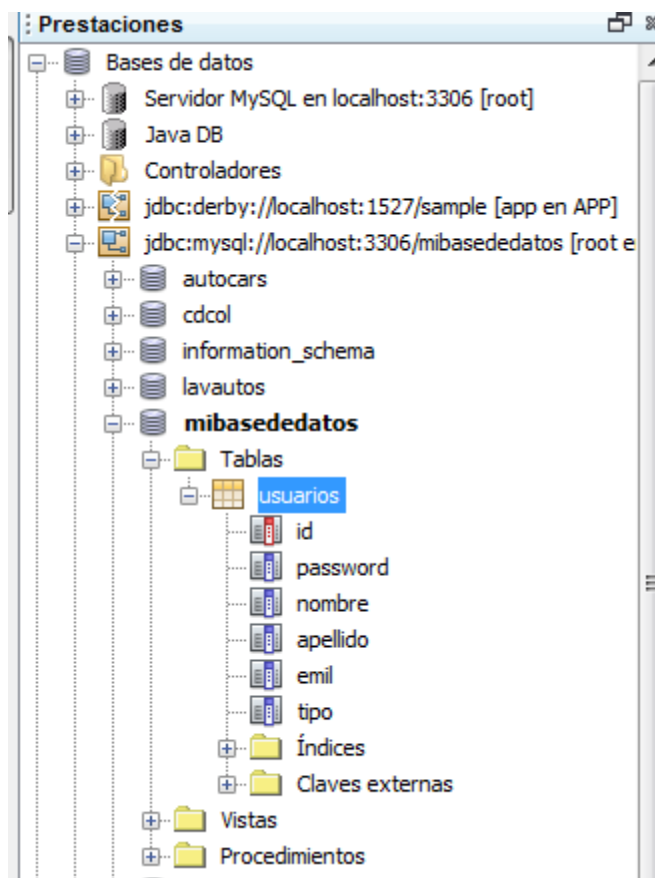 Prestaciones
Bases de datos
Servidor MySQL en localhost:3306 [root]
Java DB
Controladores
jdbc:derby://localhost:1527/sample [app en APP]
jdbc:mysql://localhost:3306/mibasededatos [root e
autocars
cdcol
information_schema
lavautos
mibasededatos
Tablas
usuarios
id
password
nombre
apellido
emil
tipo
Índices
Claves externas
Vistas
Procedimientos